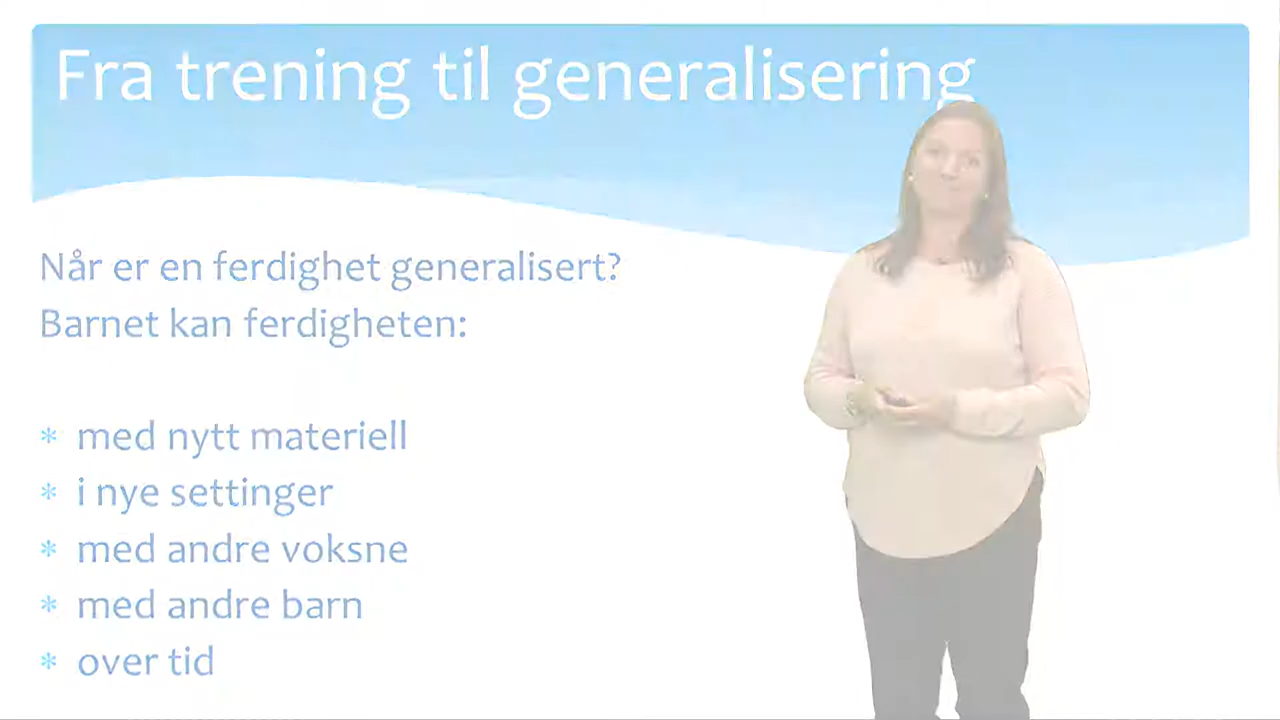 Fra trening til generalisering
Når er en ferdighet generalisert?
Barnet kan ferdigheten:
* med nytt materiell
* i nye settinger
* med andre voksne
* med andre barn
* over tid